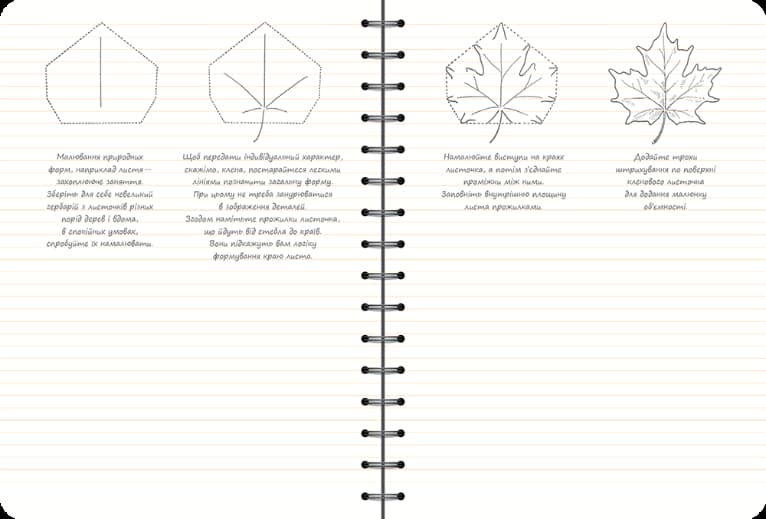 Малювання природних
форм, наприклад листя—
захоплююче заняття.
Зберіть для себе невеликий
гербарій з листочків різних
порід дерев і вдома,
в спокійних умовах,
спробуйте їх намалювати.
Щоб передати індивідуальний характер,
скажімо, клена, постарайтеся легкими
лініями позначити загальну форму.
При цьому не треба занурюватися
в зображення деталей.
Згодом намітьте прожилки листочка,
що йдуть від стебла до країв.
Вони підкажуть вам логіку
формування краю листа.
Намалюйте виступи на краях
листочка, а потім з'єднайте
проміжки між ними.
Заповніть внутрішню площину
листа прожилками.
Додайте трохи
штрихування по поверхні
кленового листочка
для додання малюнку
об'ємності.